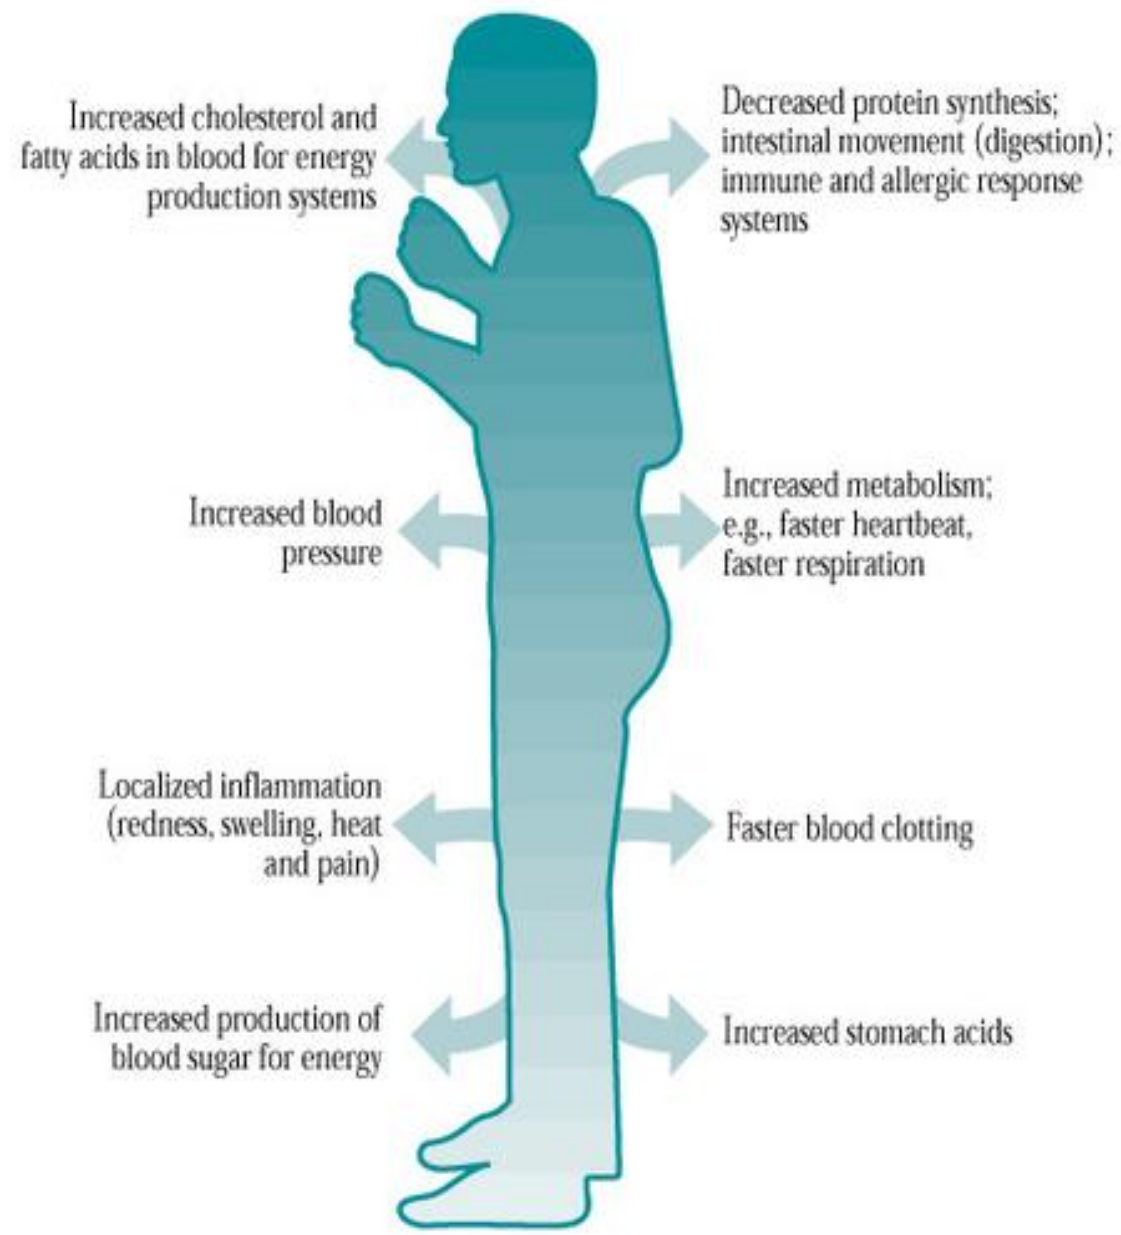 Increased cholesterol and
fatty acids in blood for energy
production systems
Decreased protein synthesis;
intestinal movement (digestion);
immune and allergic response
systems
Increased blood
pressure
Increased metabolism;
e.g., faster heartbeat,
faster respiration
Localized inflammation
(redness, swelling, heat
and pain)
Faster blood clotting
Increased production of
blood sugar for energy
Increased stomach acids